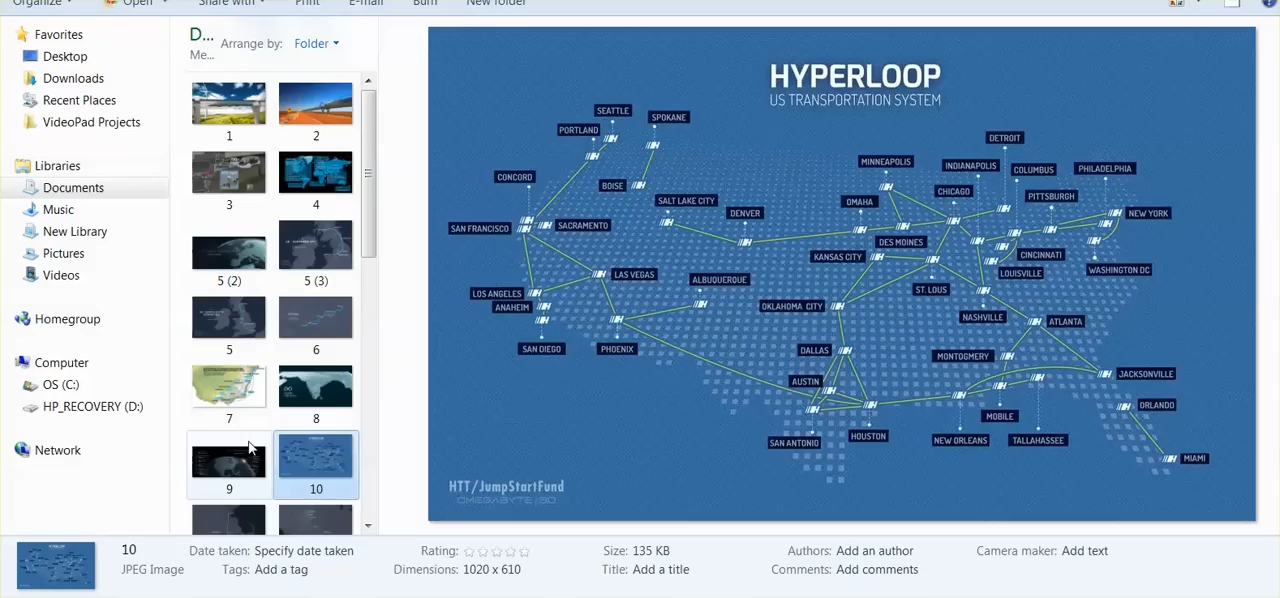 Organize
Open
Share with
Print
E-mail
Burn
New folder
Favorites
Desktop
Downloads
Recent Places
VideoPad Projects
Libraries
Documents
Music
New Library
Pictures
Videos
Homegroup
Computer
OS (C:)
HP_RECOVERY (D:)
Network
D...
Me...
Arrange by: Folder
1
2
3
4
5 (2)
5 (3)
5
6
7
8
9
10
HYPERLOOP
US TRANSPORTATION SYSTEM
SEATTLE
SPOKANE
PORTLAND
DETROIT
MINNEAPOLIS
INDIANAPOLIS
COLUMBUS
PHILADELPHIA
CONCORD
BOISE
SALT LAKE CITY
OMAHA
CHICAGO
PITTSBURGH
DENVER
NEW YORK
SAN FRANCISCO
SACRAMENTO
DES MOINES
KANSAS CITY
CINCINNATI
LAS VEGAS
ALBUQUERQUE
LOUISVILLE
WASHINGTON DC
LOS ANGELES
ST. LOUS
ANAHEIM
OKLAHOMA CITY
NASHVILLE
ATLANTA
SAN DIEGO
PHOENIX
DALLAS
MONTOGMERY
JACKSONVILLE
AUSTIN
ORLANDO
MOBILE
SAN ANTONIO
HOUSTON
NEW ORLEANS
TALLAHASSEE
MIAMI
HTT/JumpStartFund
OMEGABYTE|3D
10
JPEG Image
Date taken: Specify date taken
Tags: Add a tag
Rating:
Dimensions: 1020 x 610
Size: 135 KB
Title: Add a title
Authors: Add an author
Comments: Add comments
Camera maker: Add text